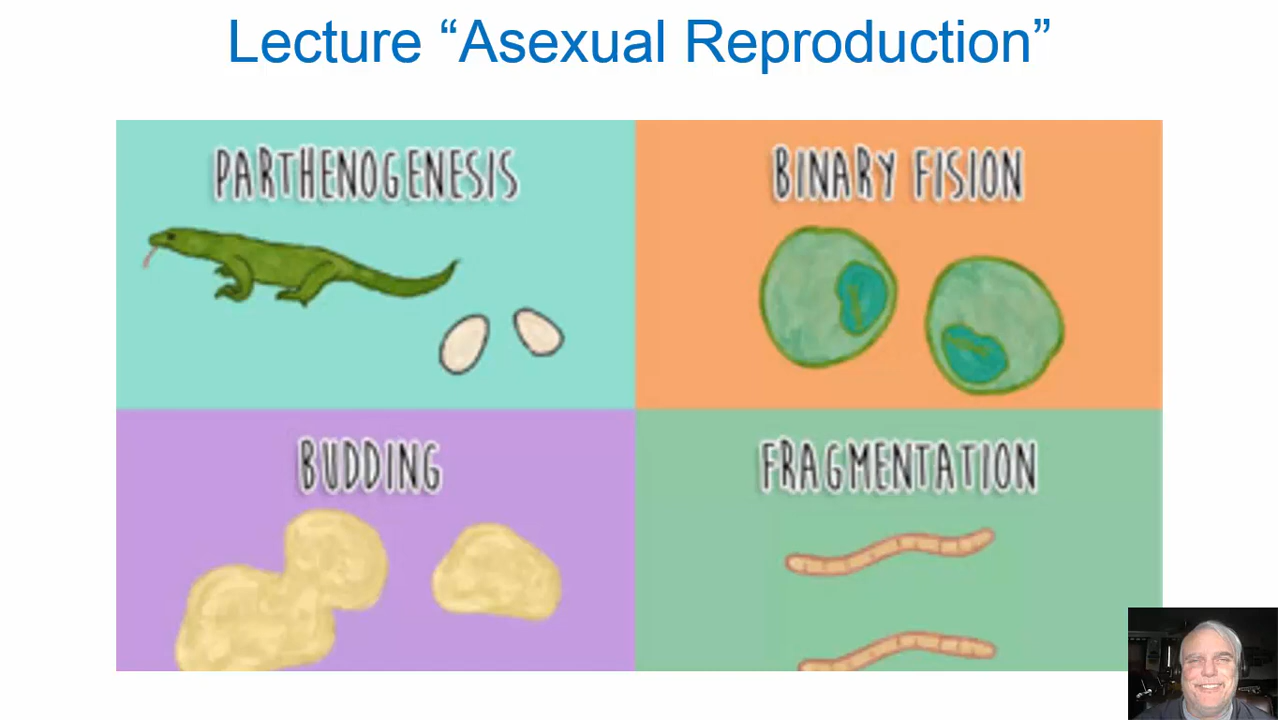 Lecture “Asexual Reproduction”
PARTHENOGENESIS
BINARY FISION
BUDDING
FRAGMENTATION